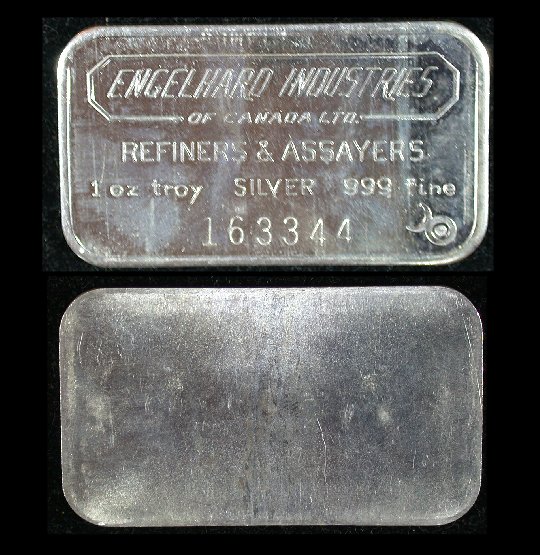 ENGELHARD INDUSTRIES
OF CANADA LTD.
REFINERS & ASSAYERS
1 oz troy SILVER 999 fine
163344